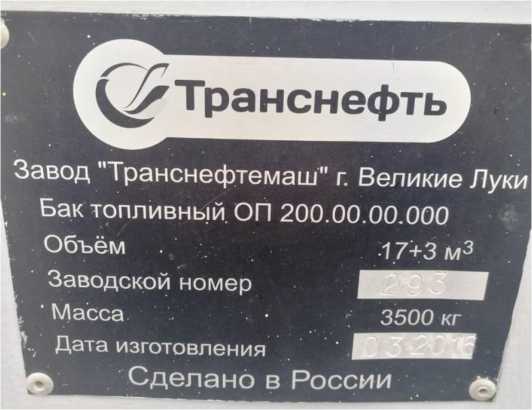 Транснефть
Завод "Транснефтемаш" г. Великие Луки
Бак топливный ОП 200.00.00.000
Объём 17+3 м³
Заводской номер 293
Масса 3500 кг
Дата изготовления 03.2016
Сделано в России